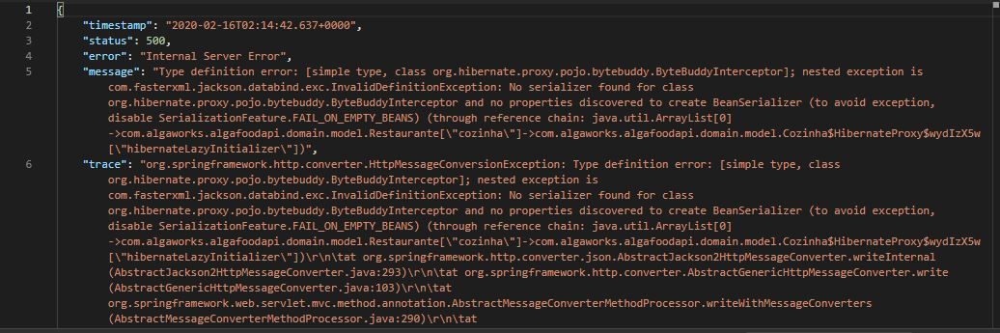 1 {
2 "timestamp": "2020-02-16T02:14:42.637+0000",
3 "status": 500,
4 "error": "Internal Server Error",
5 "message": "Type definition error: [simple type, class org.hibernate.proxy.pojo.bytebuddy.ByteBuddyInterceptor]; nested exception is
com.fasterxml.jackson.databind.exc.InvalidDefinitionException: No serializer found for class
org.hibernate.proxy.pojo.bytebuddy.ByteBuddyInterceptor and no properties discovered to create BeanSerializer (to avoid exception,
disable SerializationFeature.FAIL_ON_EMPTY_BEANS) (through reference chain: java.util.ArrayList[0]
->com.algaworks.algafoodapi.domain.model.Restaurante[\"cozinha\"]->com.algaworks.algafoodapi.domain.model.Cozinha$HibernateProxy$wydIzX5w
[\"hibernateLazyInitializer\"])",
6 "trace": "org.springframework.http.converter.HttpMessageConversionException: Type definition error: [simple type, class
org.hibernate.proxy.pojo.bytebuddy.ByteBuddyInterceptor]; nested exception is
com.fasterxml.jackson.databind.exc.InvalidDefinitionException: No serializer found for class
org.hibernate.proxy.pojo.bytebuddy.ByteBuddyInterceptor and no properties discovered to create BeanSerializer (to avoid exception,
disable SerializationFeature.FAIL_ON_EMPTY_BEANS) (through reference chain: java.util.ArrayList[0]
->com.algaworks.algafoodapi.domain.model.Restaurante[\"cozinha\"]->com.algaworks.algafoodapi.domain.model.Cozinha$HibernateProxy$wydIzX5w
[\"hibernateLazyInitializer\"])\r\n\tat org.springframework.http.converter.json.AbstractJackson2HttpMessageConverter.writeInternal
(AbstractJackson2HttpMessageConverter.java:293)\r\n\tat org.springframework.http.converter.AbstractGenericHttpMessageConverter.write
(AbstractGenericHttpMessageConverter.java:103)\r\n\tat
org.springframework.web.servlet.mvc.method.annotation.AbstractMessageConverterMethodProcessor.writeWithMessageConverters
(AbstractMessageConverterMethodProcessor.java:290)\r\n\tat